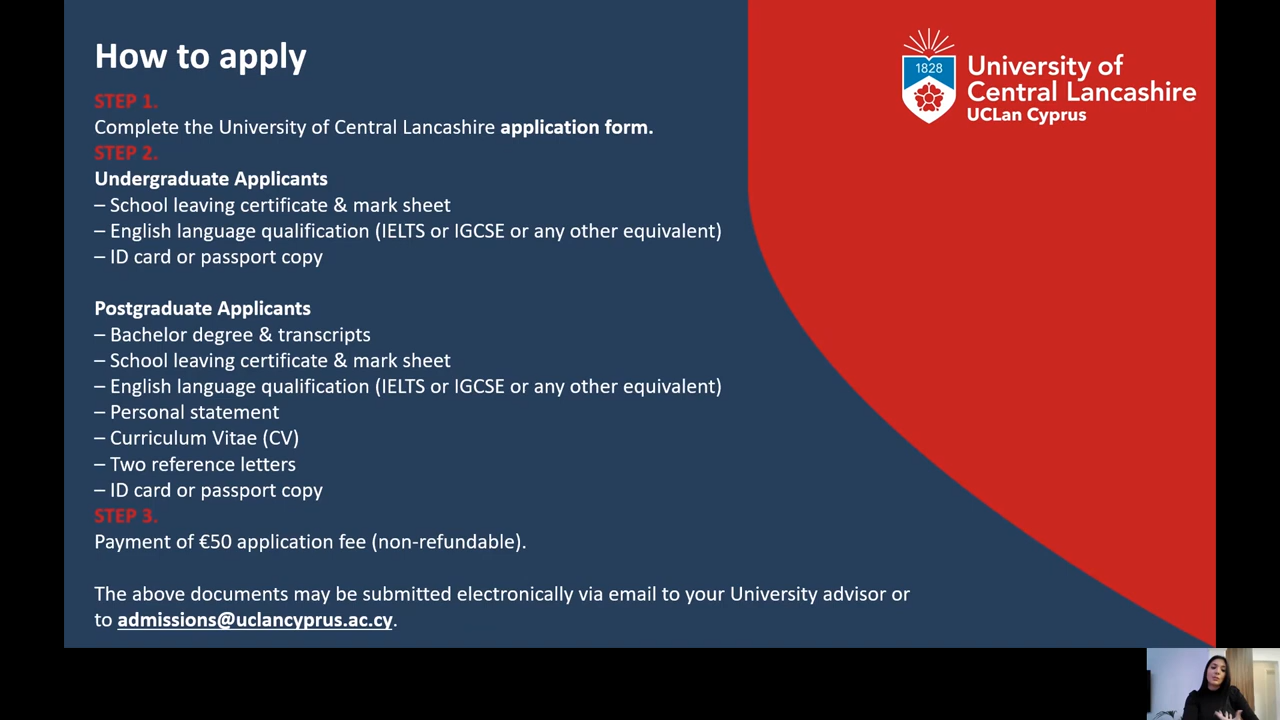 How to apply
STEP 1.
Complete the University of Central Lancashire application form.
STEP 2.
Undergraduate Applicants
– School leaving certificate & mark sheet
– English language qualification (IELTS or IGCSE or any other equivalent)
– ID card or passport copy
Postgraduate Applicants
– Bachelor degree & transcripts
– School leaving certificate & mark sheet
– English language qualification (IELTS or IGCSE or any other equivalent)
– Personal statement
– Curriculum Vitae (CV)
– Two reference letters
– ID card or passport copy
STEP 3.
Payment of €50 application fee (non-refundable).
The above documents may be submitted electronically via email to your University advisor or
to admissions@uclancyprus.ac.cy.
1828
University of
Central Lancashire
UCLan Cyprus